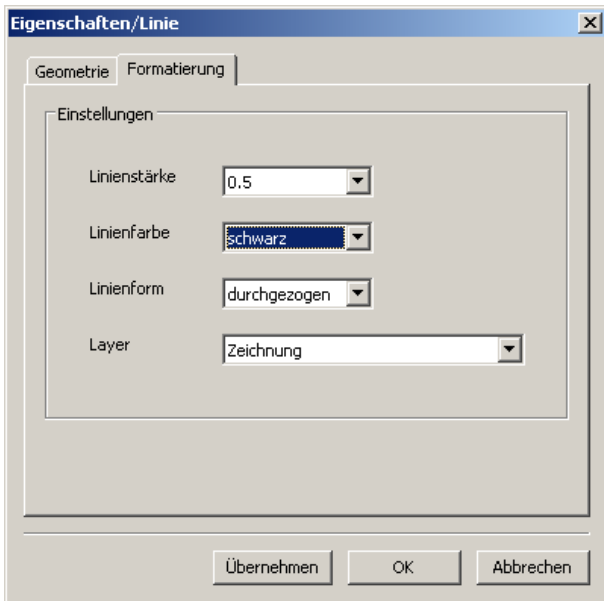 Eigenschaften/Linie
Geometrie Formatierung
Einstellungen
Linienstärke 0.5
Linienfarbe schwarz
Linienform durchgezogen
Layer Zeichnung
Übernehmen OK Abbrechen